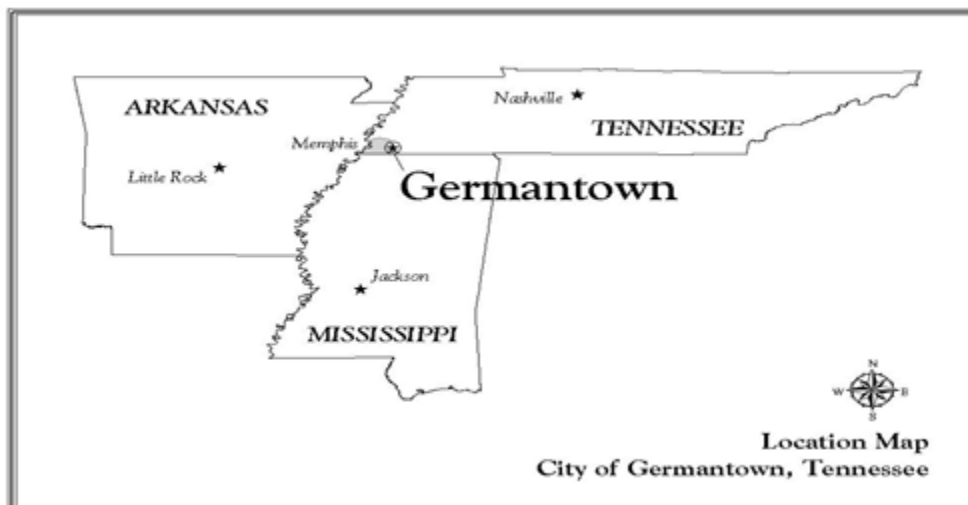 ARKANSAS
Nashville
TENNESSEE
Memphis
Little Rock
Germantown
Jackson
MISSISSIPPI
N
W E
S
Location Map
City of Germantown, Tennessee